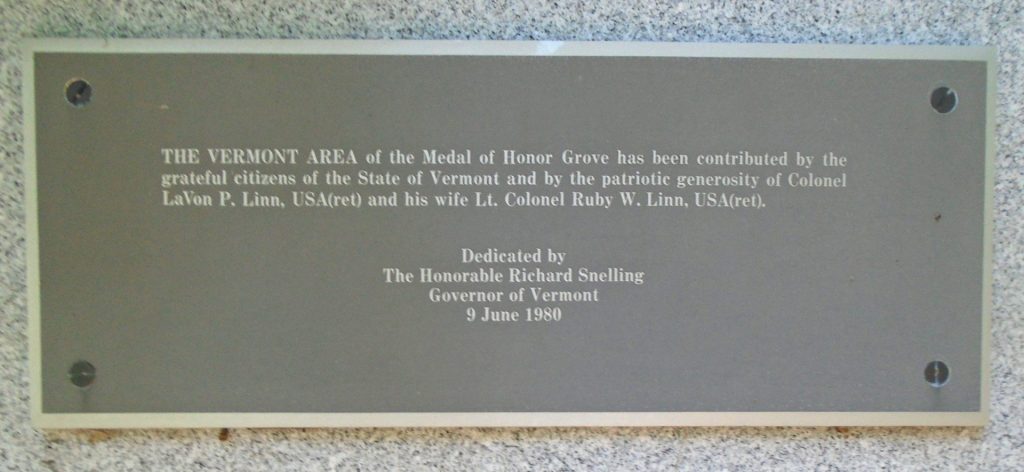 THE VERMONT AREA of the Medal of Honor Grove has been contributed by the
grateful citizens of the State of Vermont and by the patriotic generosity of Colonel
LaVon P. Linn, USA(ret) and his wife Lt. Colonel Ruby W. Linn, USA(ret).
Dedicated by
The Honorable Richard Snelling
Governor of Vermont
9 June 1980